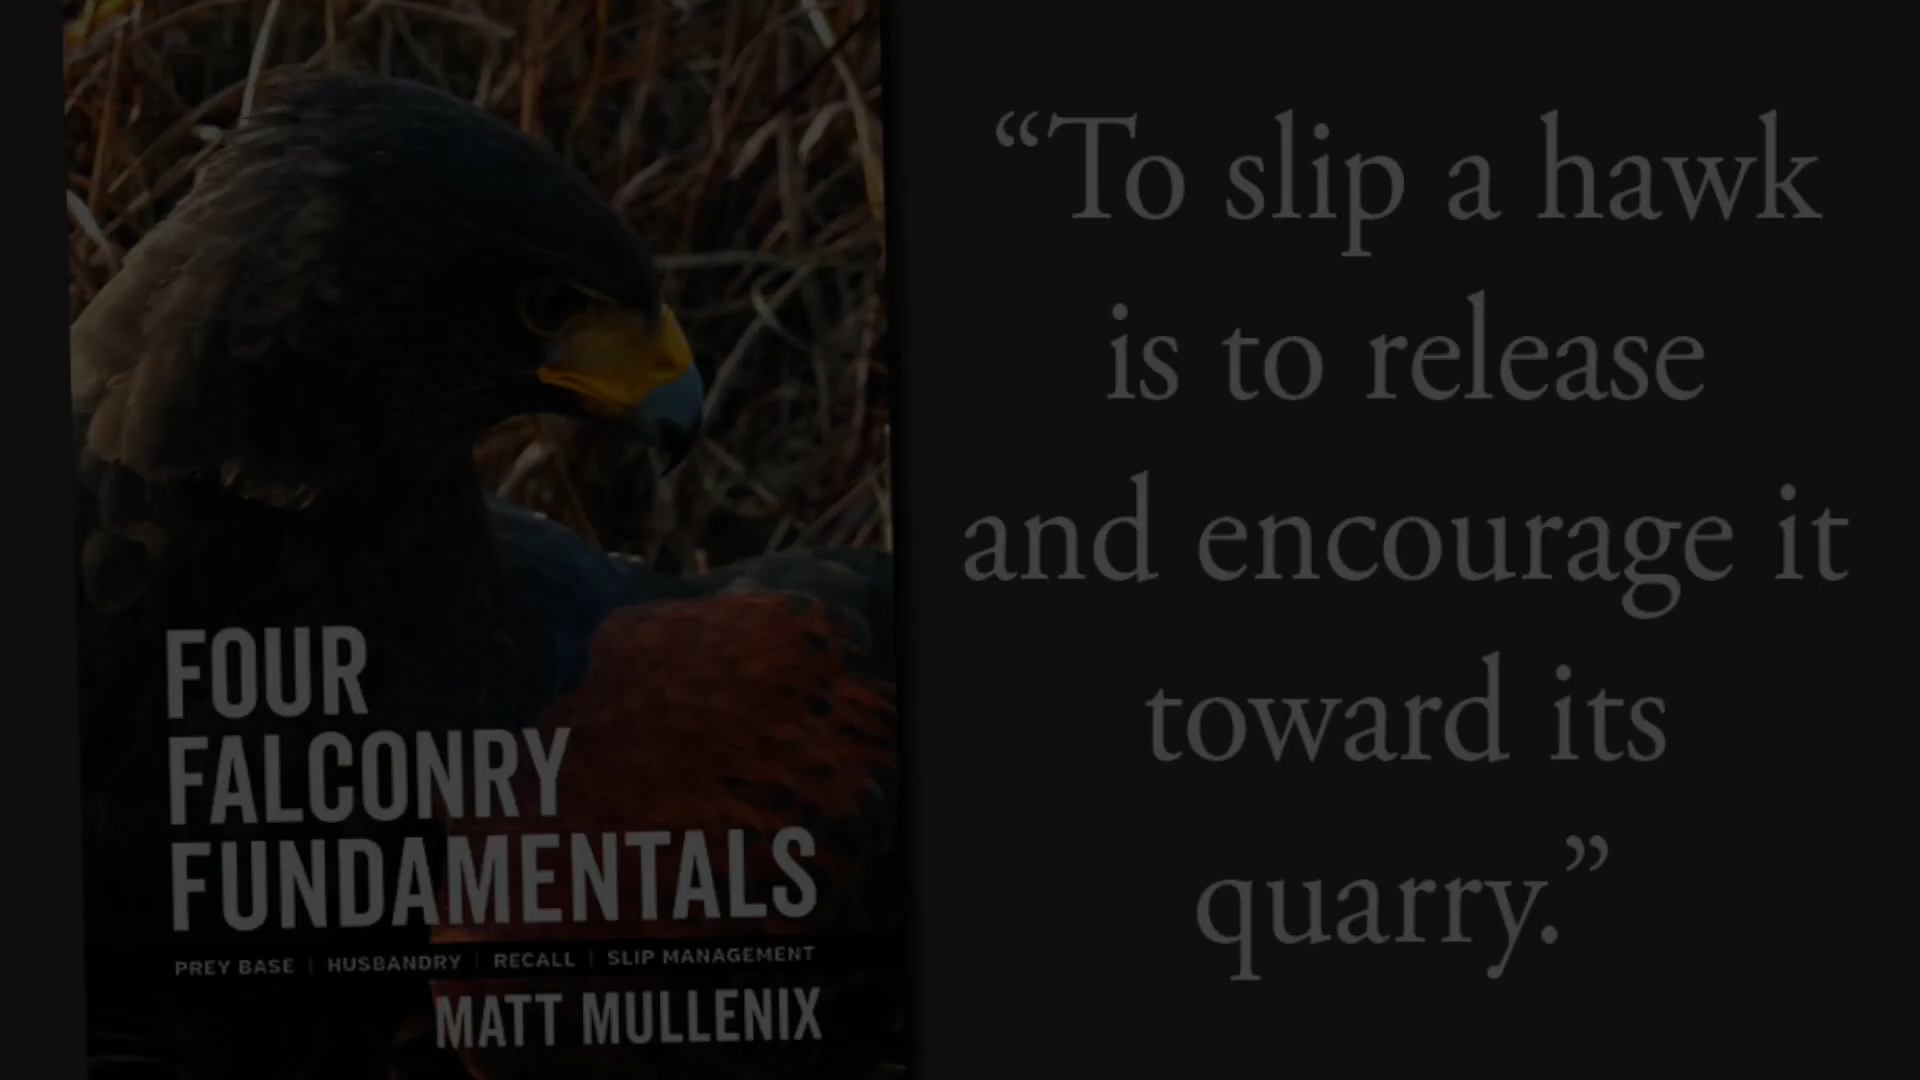 FOUR
FALCONRY
FUNDAMENTALS
PREY BASE | HUSBANDRY | RECALL | SLIP MANAGEMENT
MATT MULLENIX
“To slip a hawk
is to release
and encourage it
toward its
quarry.”